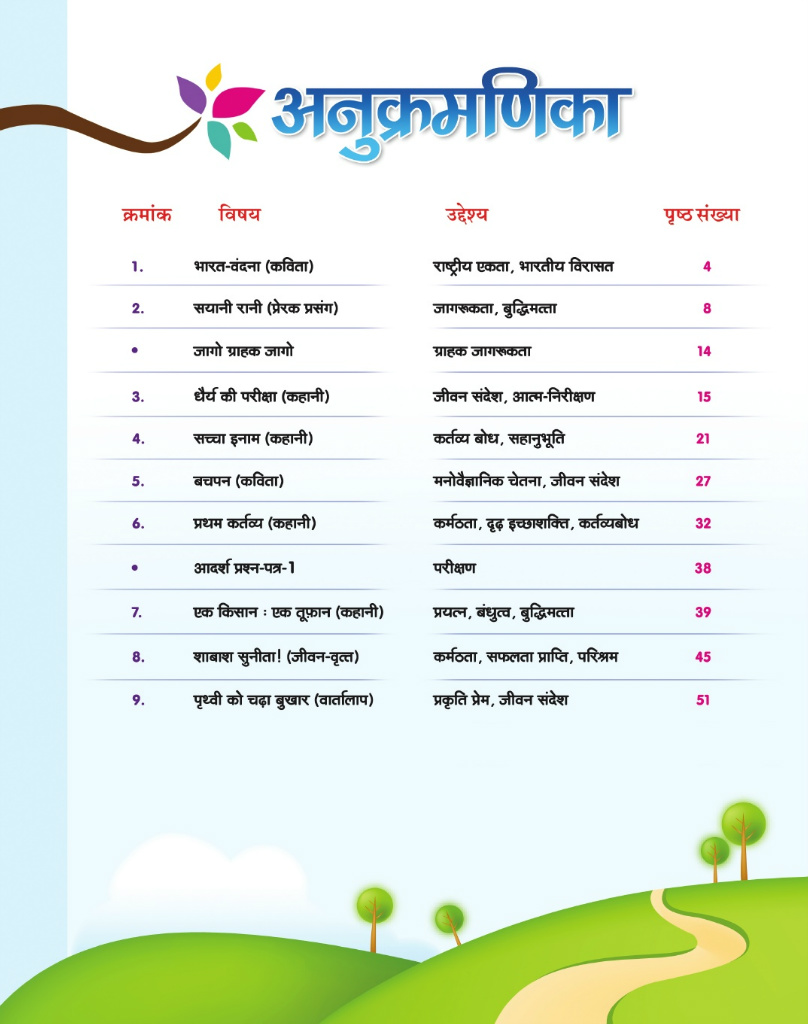 अनुक्रमणिका
क्रमांक विषय उद्देश्य पृष्ठ संख्या
1. भारत-वंदना (कविता) राष्ट्रीय एकता, भारतीय विरासत 4
2. सयानी रानी (प्रेरक प्रसंग) जागरूकता, बुद्धिमत्ता 8
• जागो ग्राहक जागो ग्राहक जागरूकता 14
3. धैर्य की परीक्षा (कहानी) जीवन संदेश, आत्म-निरीक्षण 15
4. सच्चा इनाम (कहानी) कर्तव्य बोध, सहानुभूति 21
5. बचपन (कविता) मनोवैज्ञानिक चेतना, जीवन संदेश 27
6. प्रथम कर्तव्य (कहानी) कर्मठता, दृढ़ इच्छाशक्ति, कर्तव्यबोध 32
• आदर्श प्रश्न-पत्र-1 परीक्षण 38
7. एक किसान : एक तूफ़ान (कहानी) प्रयत्न, बंधुत्व, बुद्धिमत्ता 39
8. शाबाश सुनीता! (जीवन-वृत्त) कर्मठता, सफलता प्राप्ति, परिश्रम 45
9. पृथ्वी को चढ़ा बुखार (वार्तालाप) प्रकृति प्रेम, जीवन संदेश 51